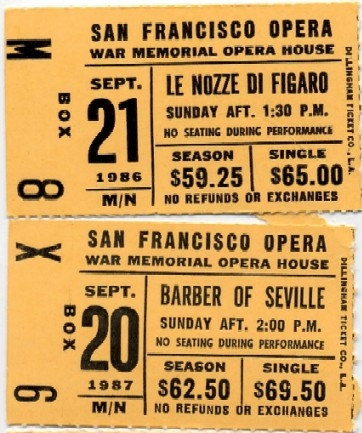 M
BOX
8
SAN FRANCISCO OPERA
WAR MEMORIAL OPERA HOUSE
SEPT.
21
1986
M/N
LE NOZZE DI FIGARO
SUNDAY AFT. 1:30 P.M.
NO SEATING DURING PERFORMANCE
SEASON SINGLE
$59.25 $65.00
NO REFUNDS OR EXCHANGES
DILLINGHAM TICKET CO., L.A.
X
BOX
6
SAN FRANCISCO OPERA
WAR MEMORIAL OPERA HOUSE
SEPT.
20
1987
M/N
BARBER OF SEVILLE
SUNDAY AFT. 2:00 P.M.
NO SEATING DURING PERFORMANCE
SEASON SINGLE
$62.50 $69.50
NO REFUNDS OR EXCHANGES
DILLINGHAM TICKET CO., L.A.